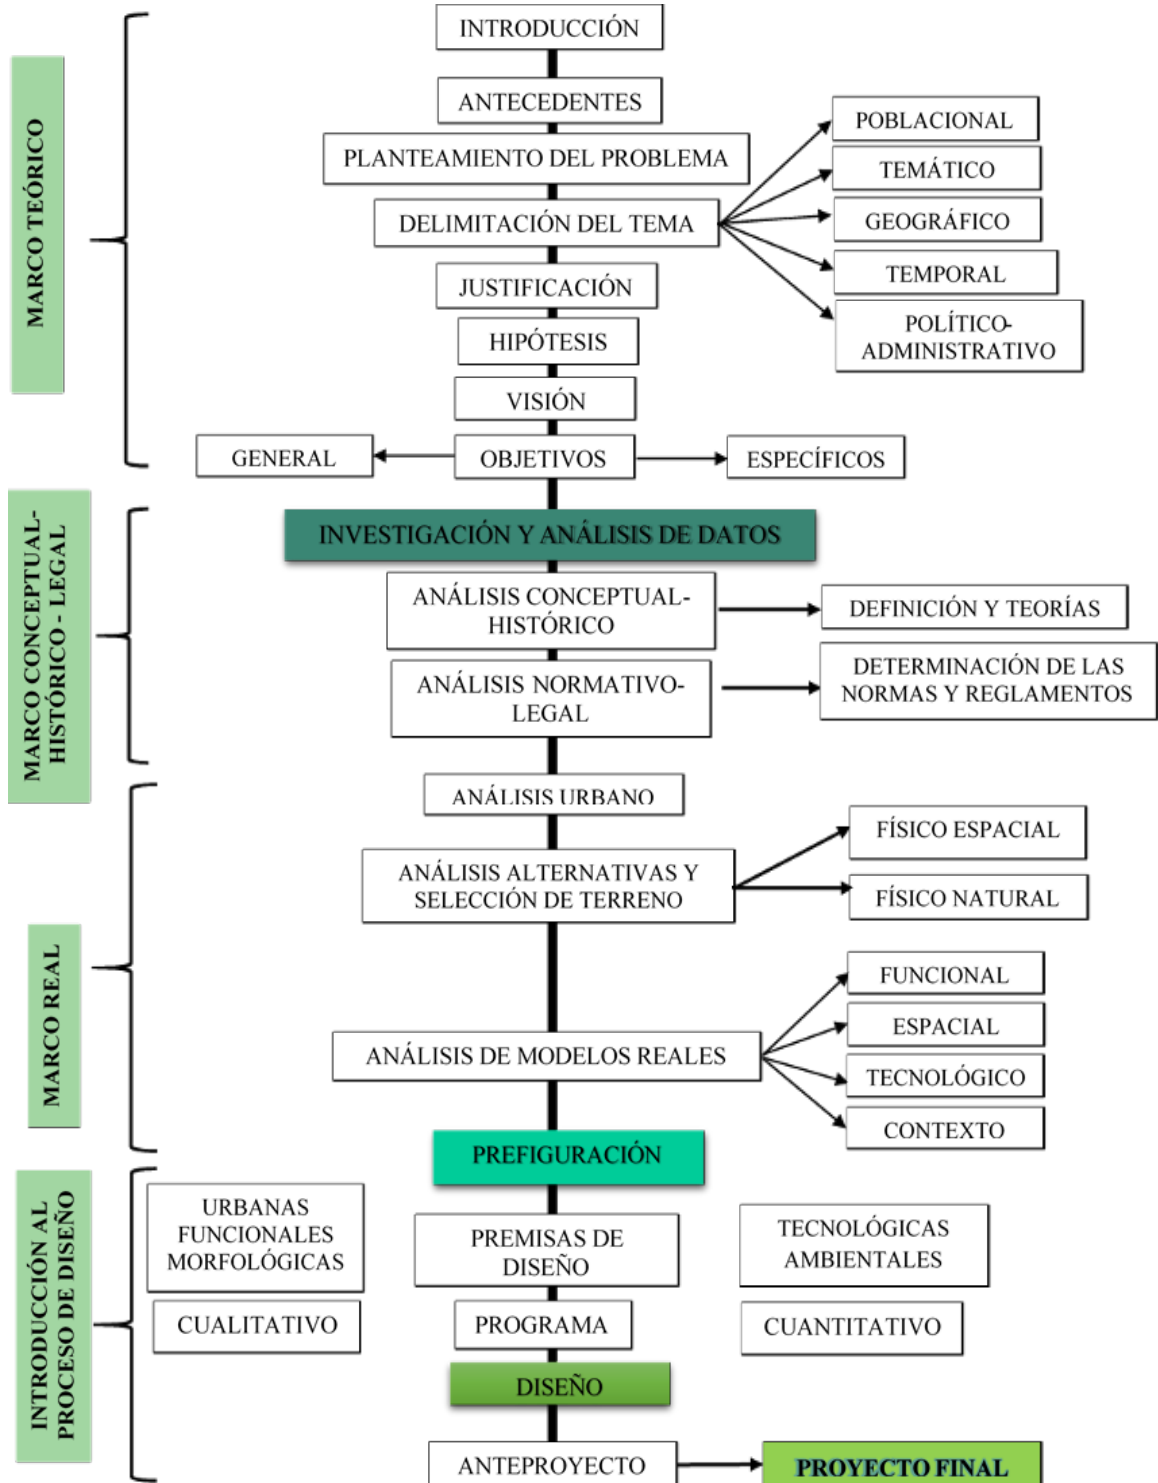 MARCO TEÓRICO
INTRODUCCIÓN
ANTECEDENTES
PLANTEAMIENTO DEL PROBLEMA
DELIMITACIÓN DEL TEMA
POBLACIONAL
TEMÁTICO
GEOGRÁFICO
TEMPORAL
POLÍTICO-
ADMINISTRATIVO
JUSTIFICACIÓN
HIPÓTESIS
VISIÓN
GENERAL
OBJETIVOS
ESPECÍFICOS
MARCO CONCEPTUAL-
HISTÓRICO - LEGAL
INVESTIGACIÓN Y ANÁLISIS DE DATOS
ANÁLISIS CONCEPTUAL-
HISTÓRICO
DEFINICIÓN Y TEORÍAS
ANÁLISIS NORMATIVO-
LEGAL
DETERMINACIÓN DE LAS
NORMAS Y REGLAMENTOS
MARCO REAL
ANÁLISIS URBANO
ANÁLISIS ALTERNATIVAS Y
SELECCIÓN DE TERRENO
FÍSICO ESPACIAL
FÍSICO NATURAL
ANÁLISIS DE MODELOS REALES
FUNCIONAL
ESPACIAL
TECNOLÓGICO
CONTEXTO
PREFIGURACIÓN
INTRODUCCIÓN AL
PROCESO DE DISEÑO
URBANAS
FUNCIONALES
MORFOLÓGICAS
PREMISAS DE
DISEÑO
TECNOLÓGICAS
AMBIENTALES
CUALITATIVO
PROGRAMA
CUANTITATIVO
DISEÑO
ANTEPROYECTO
PROYECTO FINAL